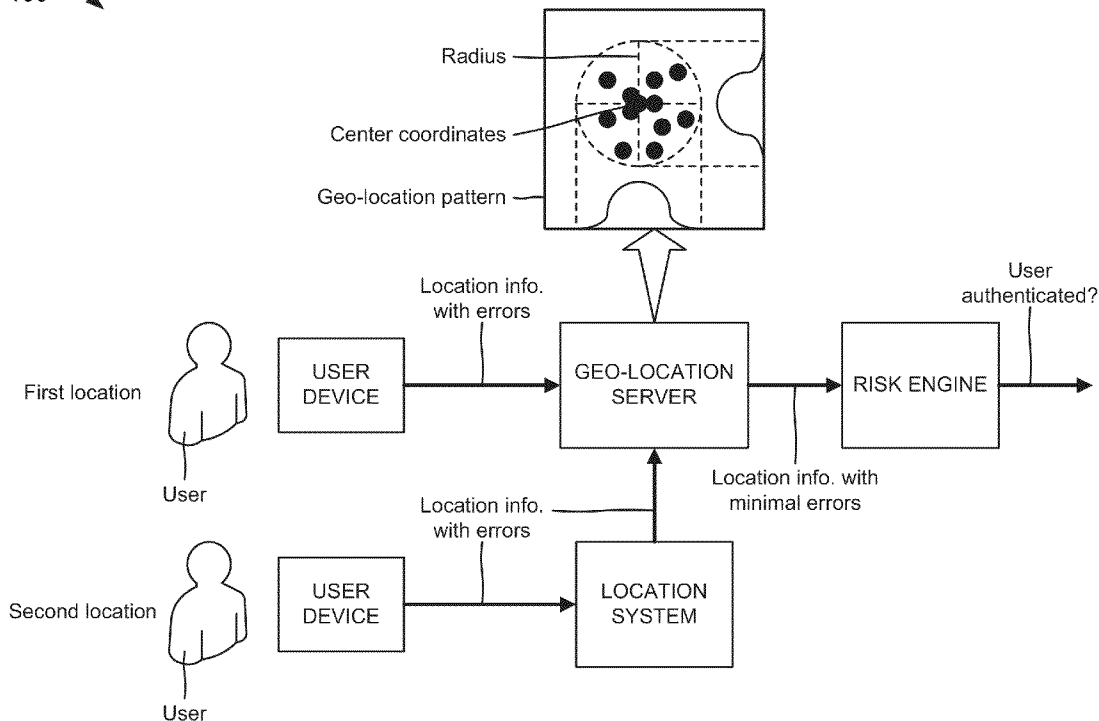 Radius
Center coordinates
Geo-location pattern
User
authenticated?
Location info.
with errors
First location
USER
DEVICE
GEO-LOCATION
SERVER
RISK ENGINE
User
Location info. with
minimal errors
Location info.
with errors
Second location
USER
DEVICE
LOCATION
SYSTEM
User